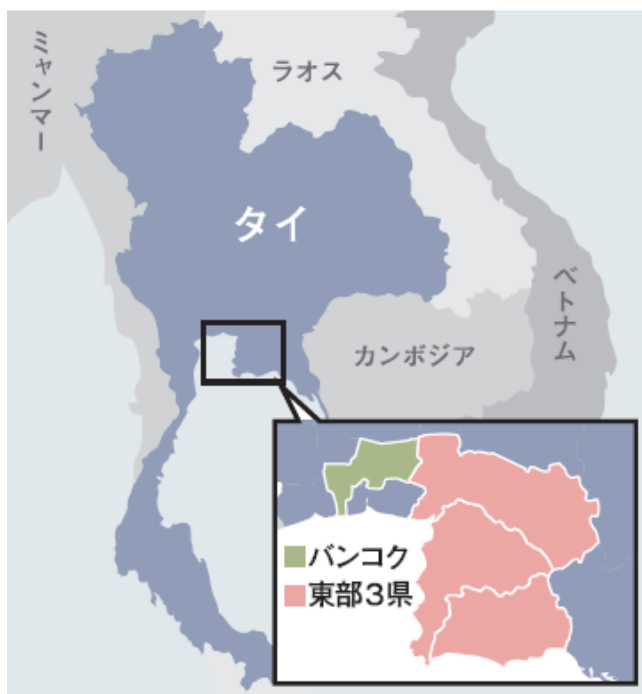 ミャンマー
ラオス
タイ
ベトナム
カンボジア
バンコク
東部3県